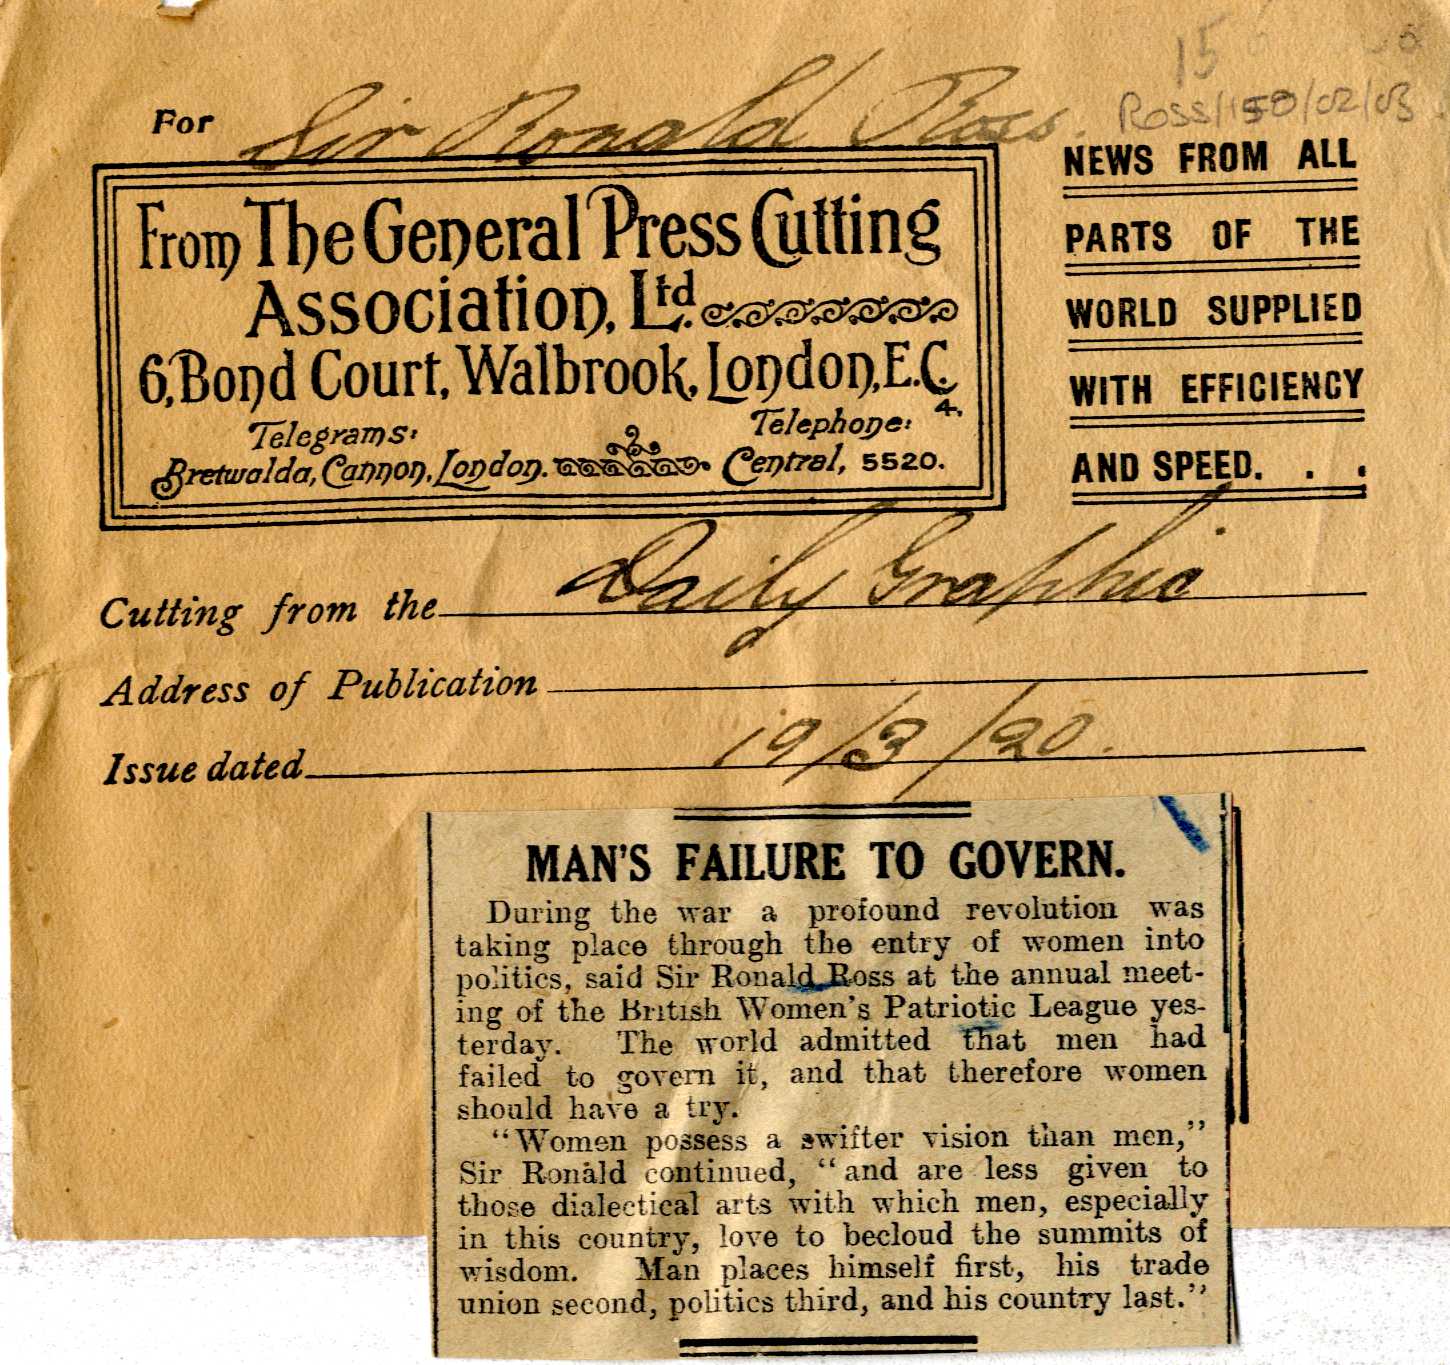 15
Ross/150/02/03
For Sir Ronald Ross.
From The General Press Cutting
Association, Ltd.
6, Bond Court, Walbrook, London, E.C.
4.
Telegrams:
Bretwalda, Cannon, London.
Telephone:
Central, 5520.
NEWS FROM ALL
PARTS OF THE
WORLD SUPPLIED
WITH EFFICIENCY
AND SPEED. . .
Cutting from the Daily Graphic
Address of Publication
Issue dated 19/3/20.
MAN'S FAILURE TO GOVERN.
During the war a profound revolution was
taking place through the entry of women into
politics, said Sir Ronald Ross at the annual meet-
ing of the British Women's Patriotic League yes-
terday. The world admitted that men had
failed to govern it, and that therefore women
should have a try.
"Women possess a swifter vision than men,"
Sir Ronald continued, "and are less given to
those dialectical arts with which men, especially
in this country, love to becloud the summits of
wisdom. Man places himself first, his trade
union second, politics third, and his country last."